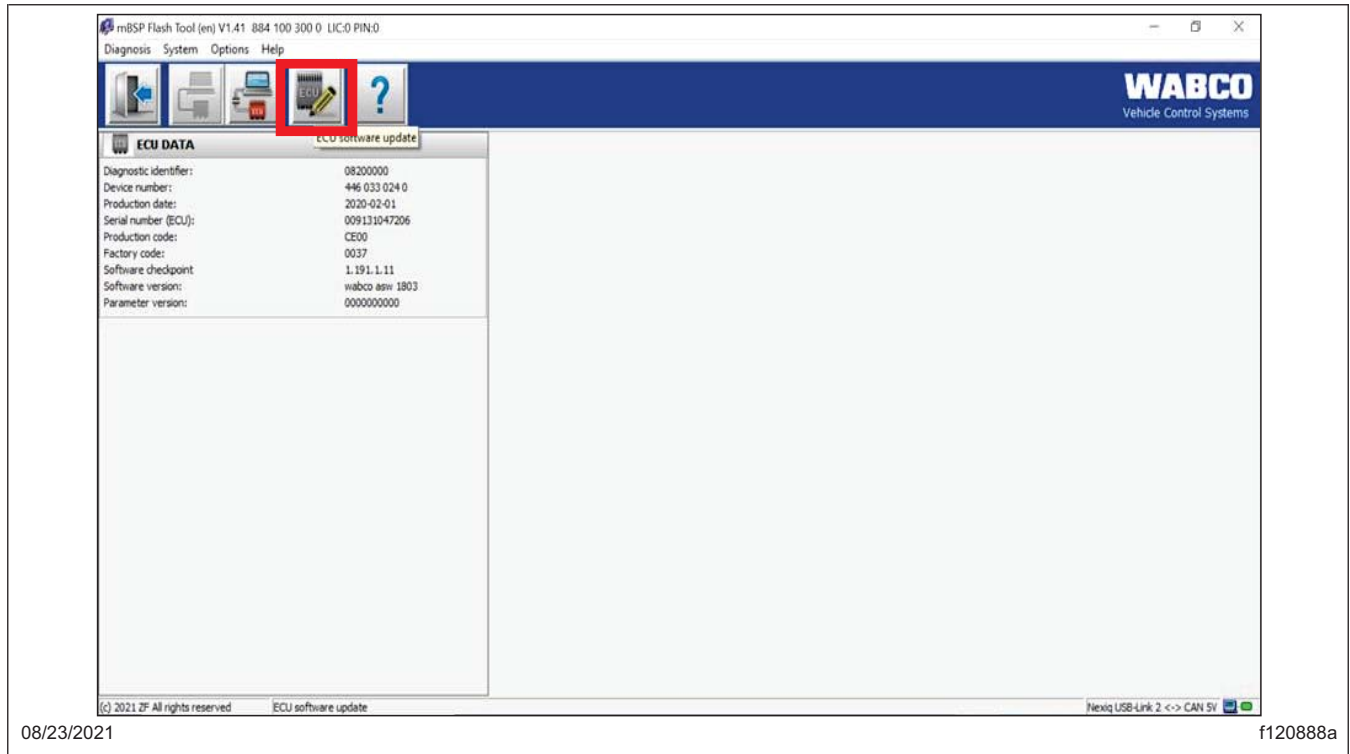 mBSP Flash Tool (en) V1.41 884 100 300 0 LIC:0 PIN:0
Diagnosis System Options Help
ECU
?
WABCO
Vehicle Control Systems
ECU software update
ECU DATA
Diagnostic identifier: 08200000
Device number: 446 033 024 0
Production date: 2020-02-01
Serial number (ECU): 009131047206
Production code: CE00
Factory code: 0037
Software checkpoint 1.191.1.11
Software version: wabco asw 1803
Parameter version: 0000000000
(c) 2021 ZF All rights reserved ECU software update Nexiq USB-Link 2 <-> CAN 5V
08/23/2021 f120888a